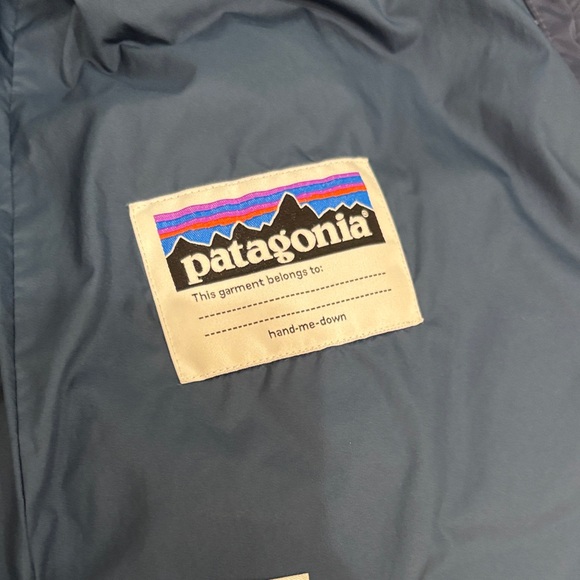 patagonia®
This garment belongs to:
hand-me-down